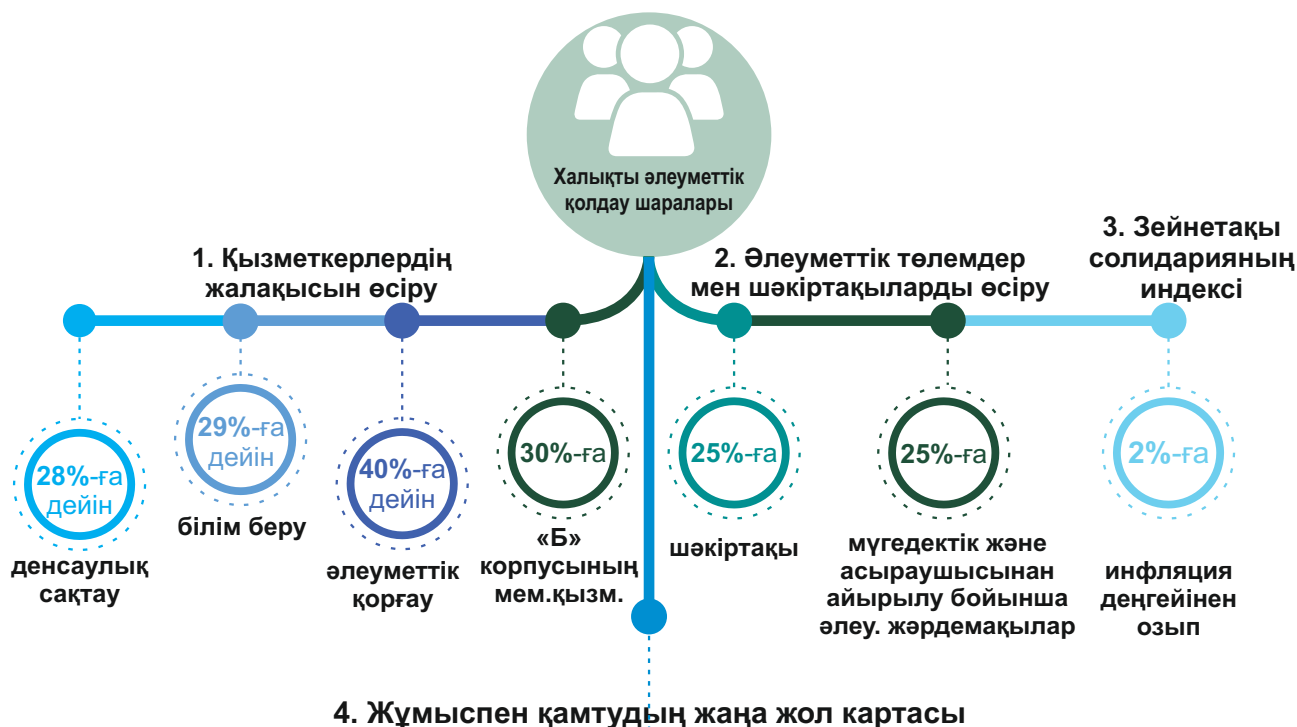 Халықты әлеуметтік
қолдау шаралары
1. Қызметкерлердің
жалақысын өсіру
28%-ға
дейін
денсаулық
сақтау
29%-ға
дейін
білім беру
40%-ға
дейін
әлеуметтік
қорғау
30%-ға
«Б»
корпусының
мем.қызм.
2. Әлеуметтік төлемдер
мен шәкіртақыларды өсіру
25%-ға
шәкіртақы
25%-ға
мүгедектік және
асыраушысынан
айырылу бойынша
әлеу. жәрдемақылар
3. Зейнетақы
солидарияның
индексі
2%-ға
инфляция
деңгейінен
озып
4. Жұмыспен қамтудың жаңа жол картасы